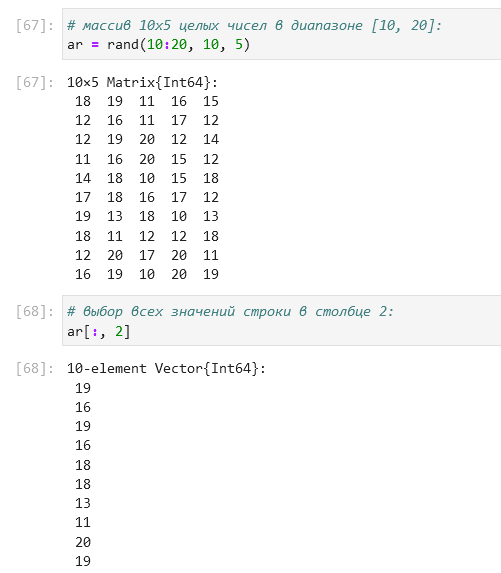 [67]: # массив 10x5 целых чисел в диапазоне [10, 20]:
ar = rand(10:20, 10, 5)
[67]: 10×5 Matrix{Int64}:
18 19 11 16 15
12 16 11 17 12
12 19 20 12 14
11 16 20 15 12
14 18 10 15 18
17 18 16 17 12
19 13 18 10 13
18 11 12 12 18
12 20 17 20 11
16 19 10 20 19
[68]: # выбор всех значений строки в столбце 2:
ar[:, 2]
[68]: 10-element Vector{Int64}:
19
16
19
16
18
18
13
11
20
19